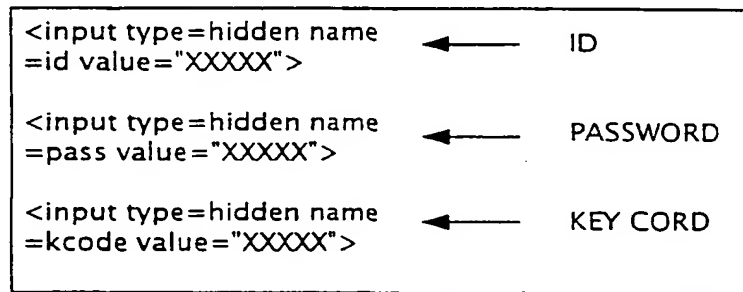 <input type=hidden name ID
=id value="XXXXX">
<input type=hidden name PASSWORD
=pass value="XXXXX">
<input type=hidden name KEY CORD
=kcode value="XXXXX">